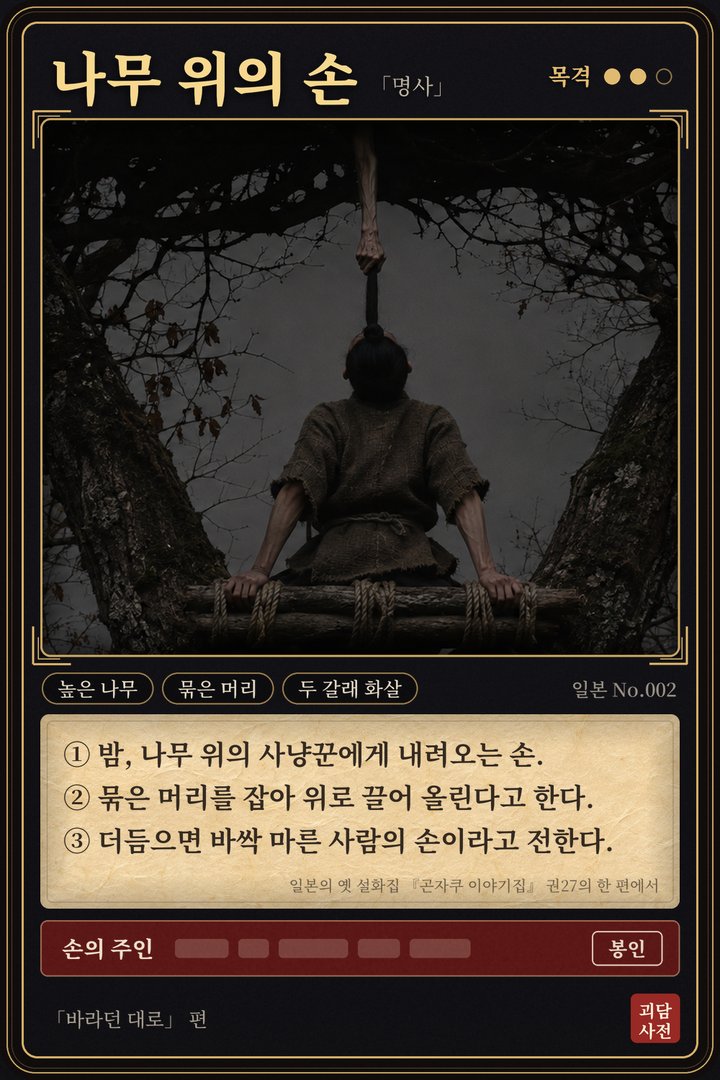 나무 위의 손 「명사」
목격
높은 나무
묶은 머리
두 갈래 화살
일본 No.002
① 밤, 나무 위의 사냥꾼에게 내려오는 손.
② 묶은 머리를 잡아 위로 끌어 올린다고 한다.
③ 더듬으면 바싹 마른 사람의 손이라고 전한다.
일본의 옛 설화집 『곤자쿠 이야기집』 권27의 한 편에서
손의 주인
봉인
「바라던 대로」 편
괴담
사전